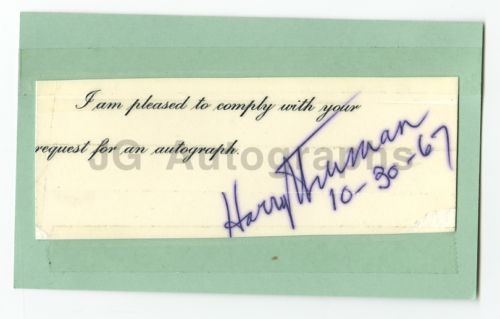 I am pleased to comply with your
request for an autograph.
JG Autographs
Harry Truman
10-30-67